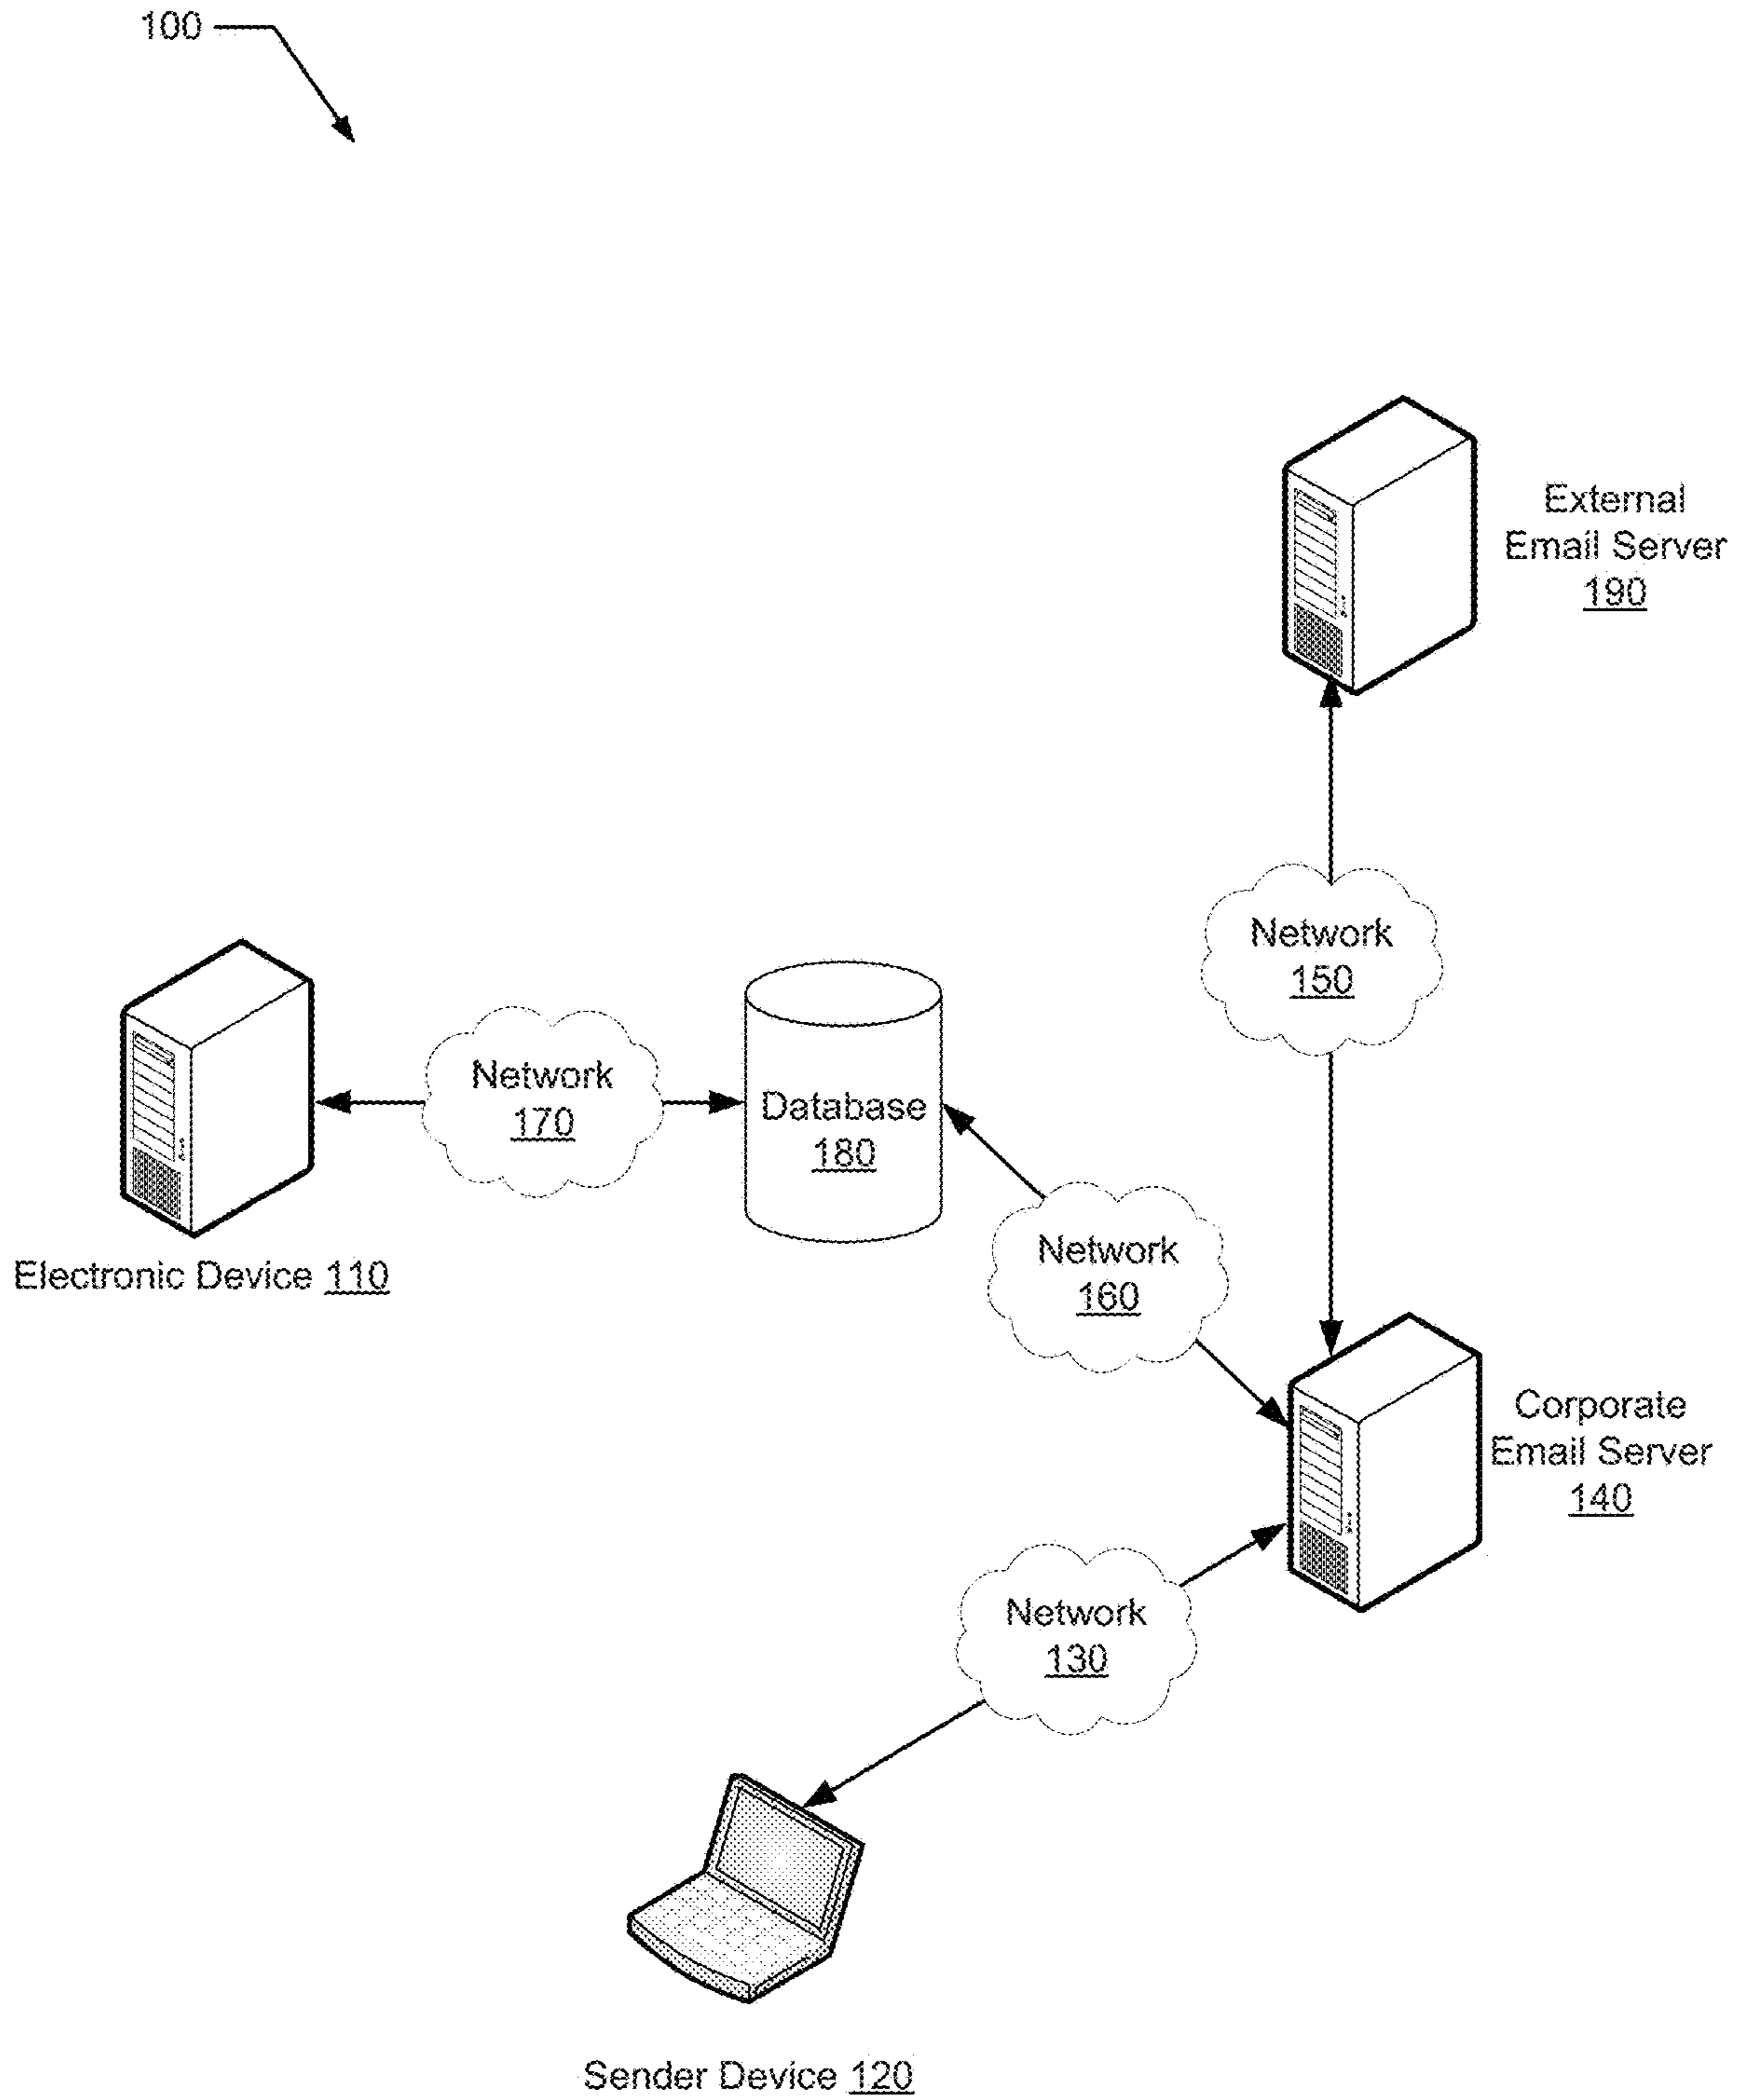 100
External
Email Server
190
Network
150
Network
170
Database
180
Electronic Device 110
Network
160
Corporate
Email Server
140
Network
130
Sender Device 120